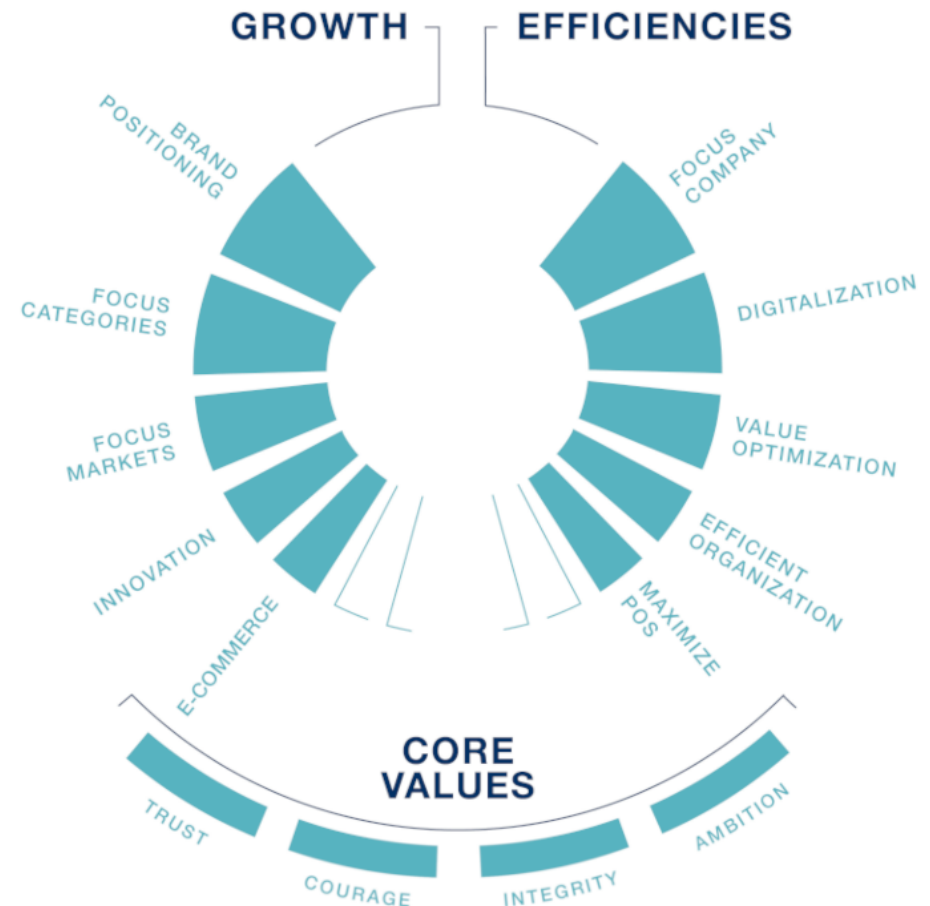 GROWTH
EFFICIENCIES
BRAND
POSITIONING
FOCUS
CATEGORIES
FOCUS
MARKETS
INNOVATION
E-COMMERCE
FOCUS
COMPANY
DIGITALIZATION
VALUE
OPTIMIZATION
EFFICIENT
ORGANIZATION
MAXIMIZE
POS
CORE
VALUES
TRUST
COURAGE
INTEGRITY
AMBITION